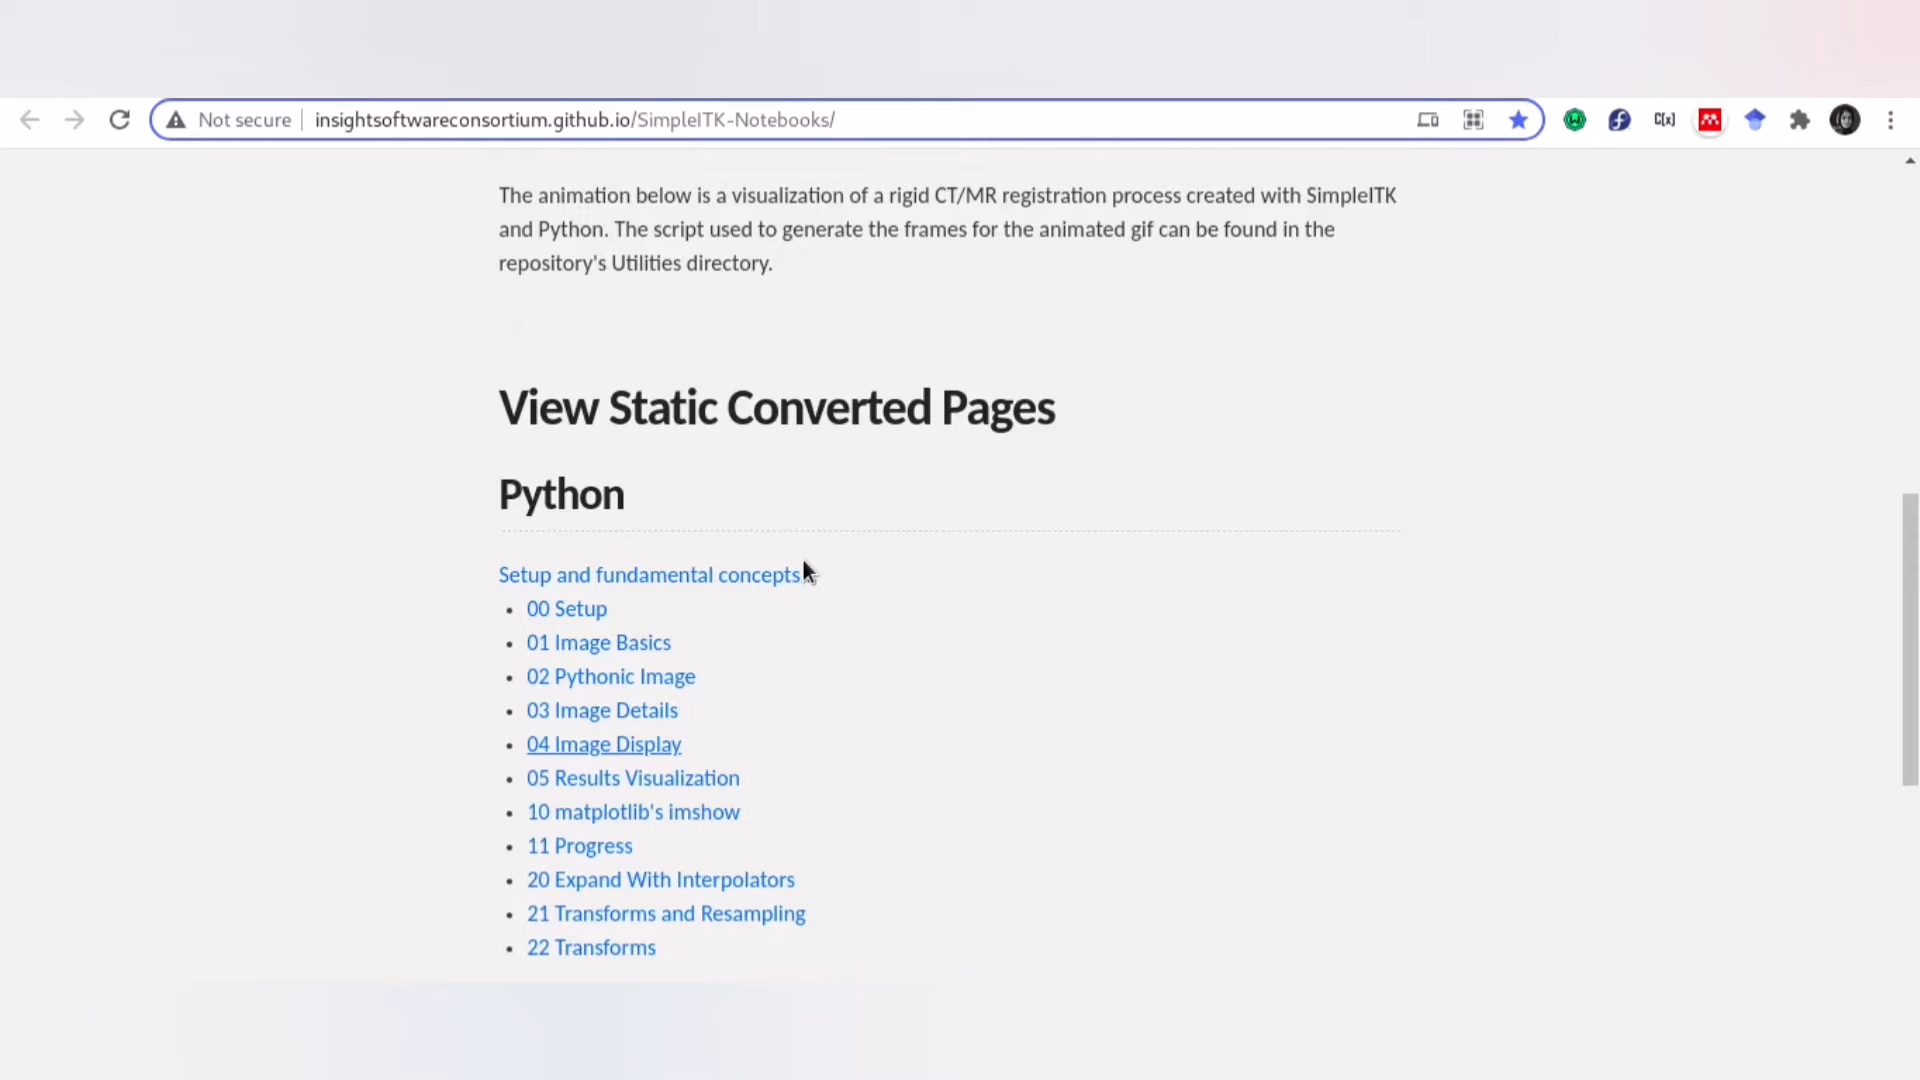 Not secure insightsoftwareconsortium.github.io/SimpleITK-Notebooks/ C[x]
The animation below is a visualization of a rigid CT/MR registration process created with SimpleITK
and Python. The script used to generate the frames for the animated gif can be found in the
repository's Utilities directory.
View Static Converted Pages
Python
Setup and fundamental concepts
• 00 Setup
• 01 Image Basics
• 02 Pythonic Image
• 03 Image Details
• 04 Image Display
• 05 Results Visualization
• 10 matplotlib's imshow
• 11 Progress
• 20 Expand With Interpolators
• 21 Transforms and Resampling
• 22 Transforms